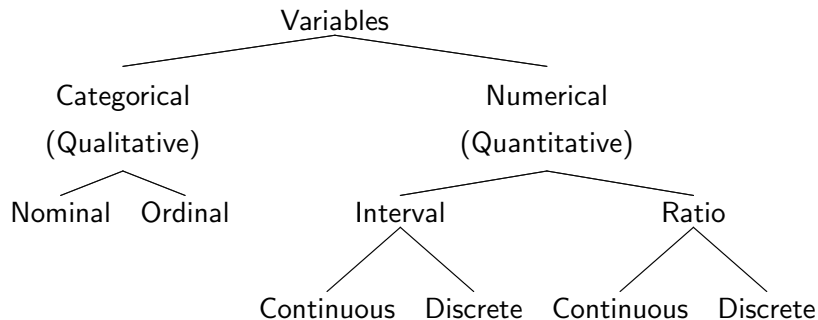 Variables
Categorical Numerical
(Qualitative) (Quantitative)
Nominal Ordinal Interval Ratio
Continuous Discrete Continuous Discrete